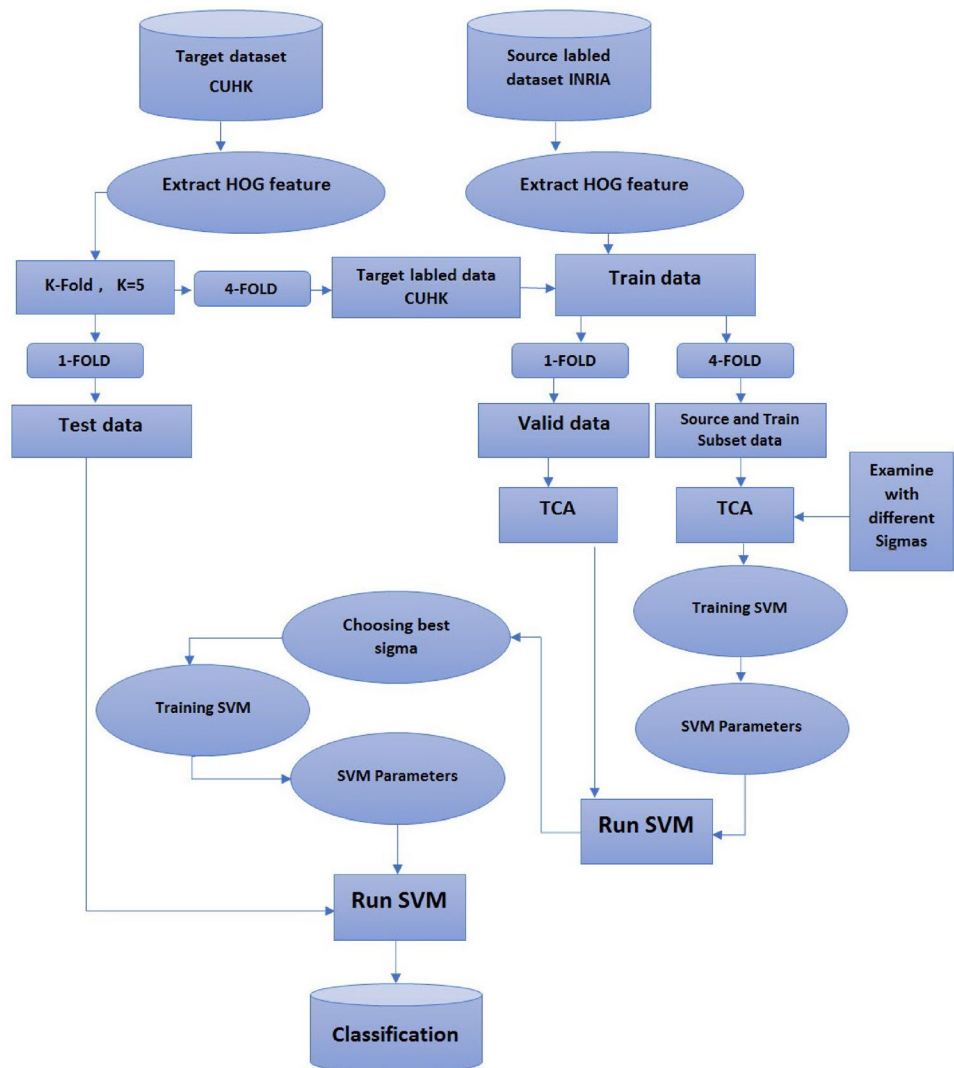 Target dataset
CUHK
Source labled
dataset INRIA
Extract HOG feature
Extract HOG feature
K-Fold , K=5
4-FOLD
Target labled data
CUHK
Train data
1-FOLD
1-FOLD
4-FOLD
Test data
Valid data
Source and Train
Subset data
Examine
with
different
Sigmas
TCA
TCA
Training SVM
Choosing best
sigma
Training SVM
SVM Parameters
SVM Parameters
Run SVM
Run SVM
Classification